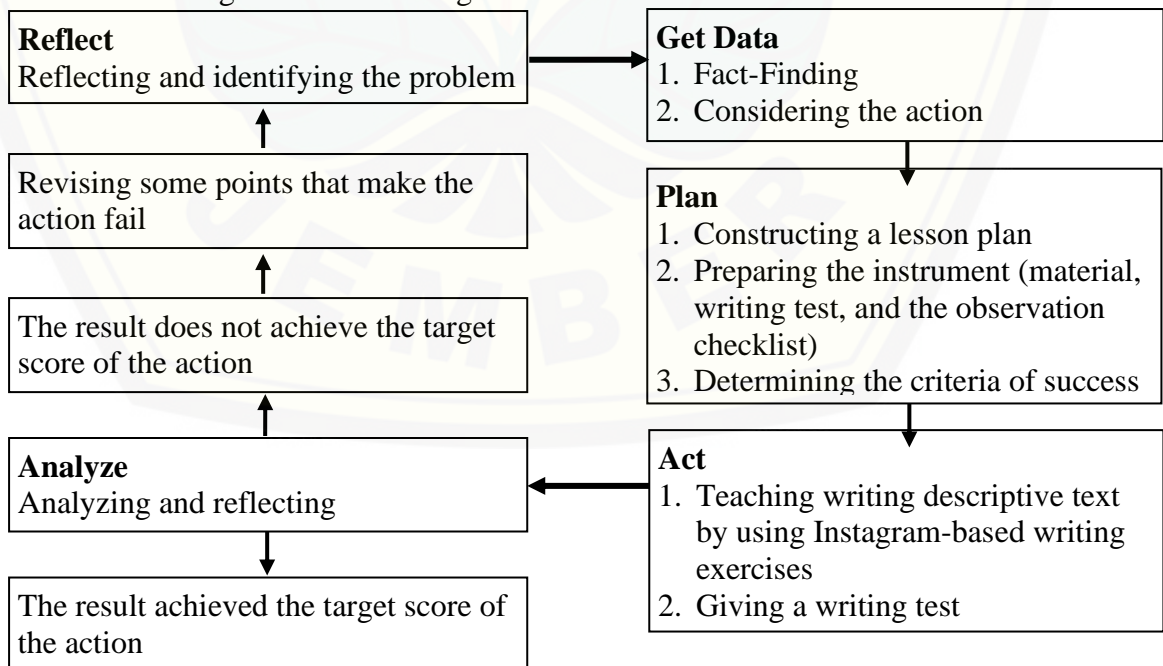 Reflect
Reflecting and identifying the problem
Get Data
1. Fact-Finding
2. Considering the action
Revising some points that make the
action fail
Plan
1. Constructing a lesson plan
2. Preparing the instrument (material,
writing test, and the observation
checklist)
3. Determining the criteria of success
The result does not achieve the target
score of the action
Analyze
Analyzing and reflecting
Act
1. Teaching writing descriptive text
by using Instagram-based writing
exercises
2. Giving a writing test
The result achieved the target score of
the action
JEMBER